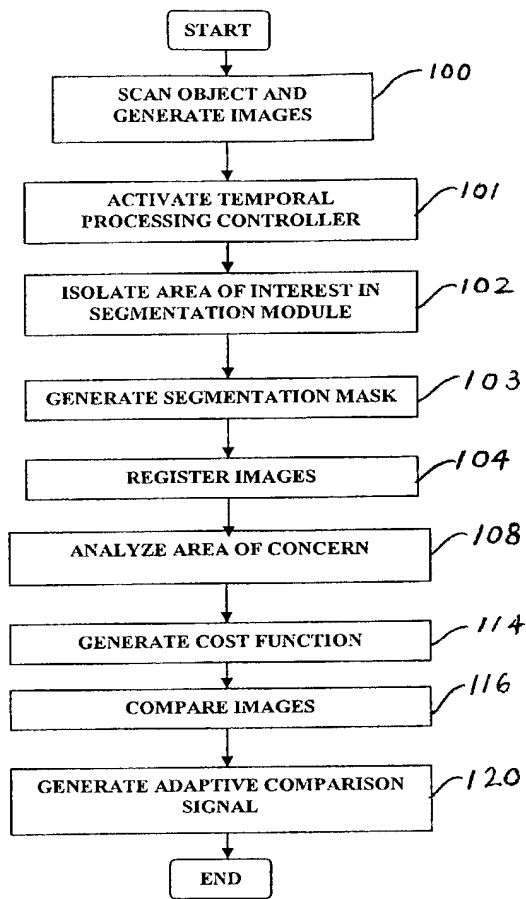 START
SCAN OBJECT AND
GENERATE IMAGES
100
ACTIVATE TEMPORAL
PROCESSING CONTROLLER
101
ISOLATE AREA OF INTEREST IN
SEGMENTATION MODULE
102
GENERATE SEGMENTATION MASK
103
REGISTER IMAGES
104
ANALYZE AREA OF CONCERN
108
GENERATE COST FUNCTION
114
COMPARE IMAGES
116
GENERATE ADAPTIVE COMPARISON
SIGNAL
120
END